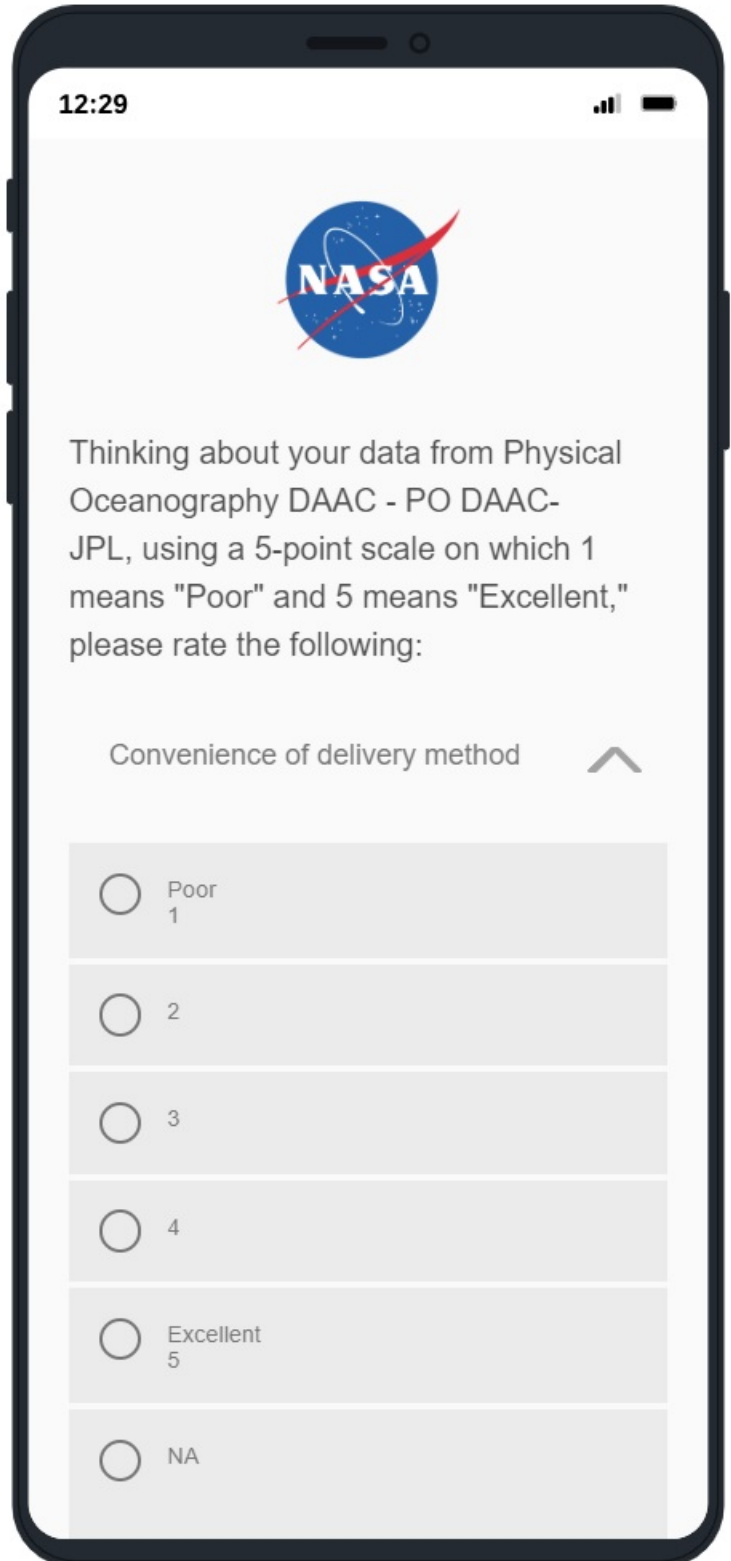 12:29
NASA
Thinking about your data from Physical
Oceanography DAAC - PO DAAC-
JPL, using a 5-point scale on which 1
means "Poor" and 5 means "Excellent,"
please rate the following:
Convenience of delivery method
Poor
1
2
3
4
Excellent
5
NA